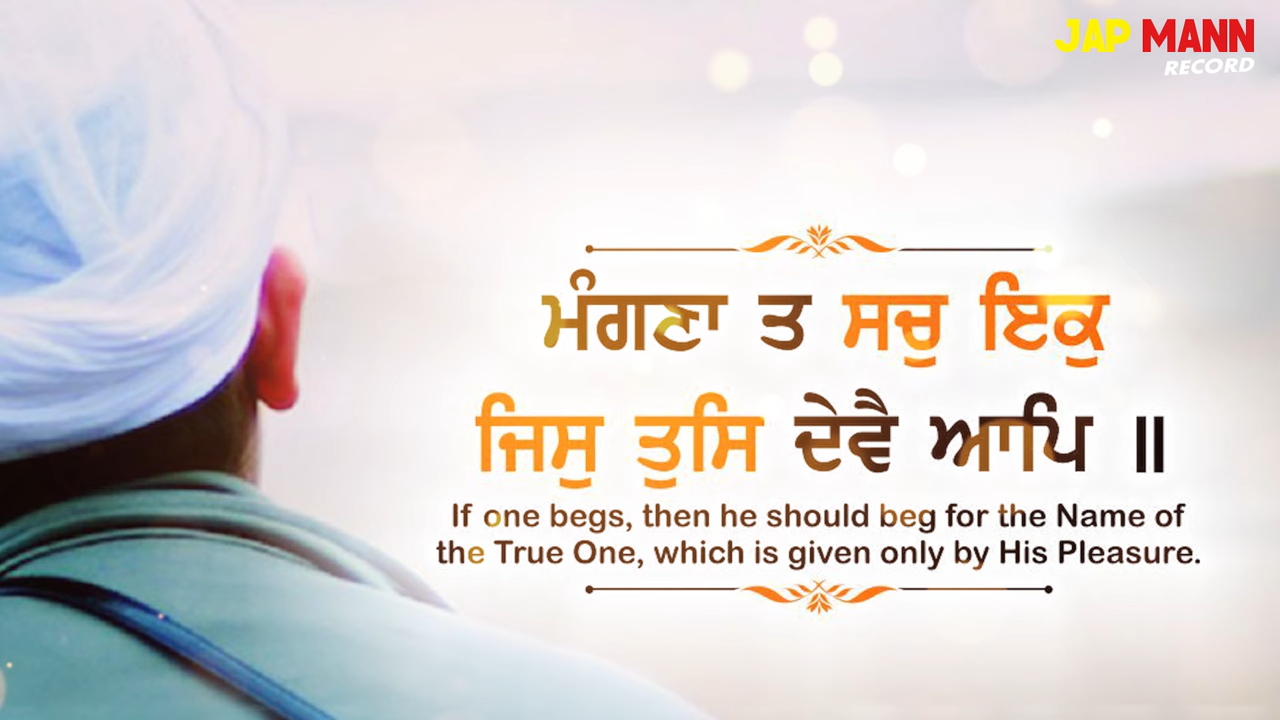 JAP MANN
RECORD
ਮੰਗਣਾ ਤ ਸਚੁ ਇਕੁ
ਜਿਸੁ ਤੁਸਿ ਦੇਵੈ ਆਪਿ ॥
If one begs, then he should beg for the Name of
the True One, which is given only by His Pleasure.